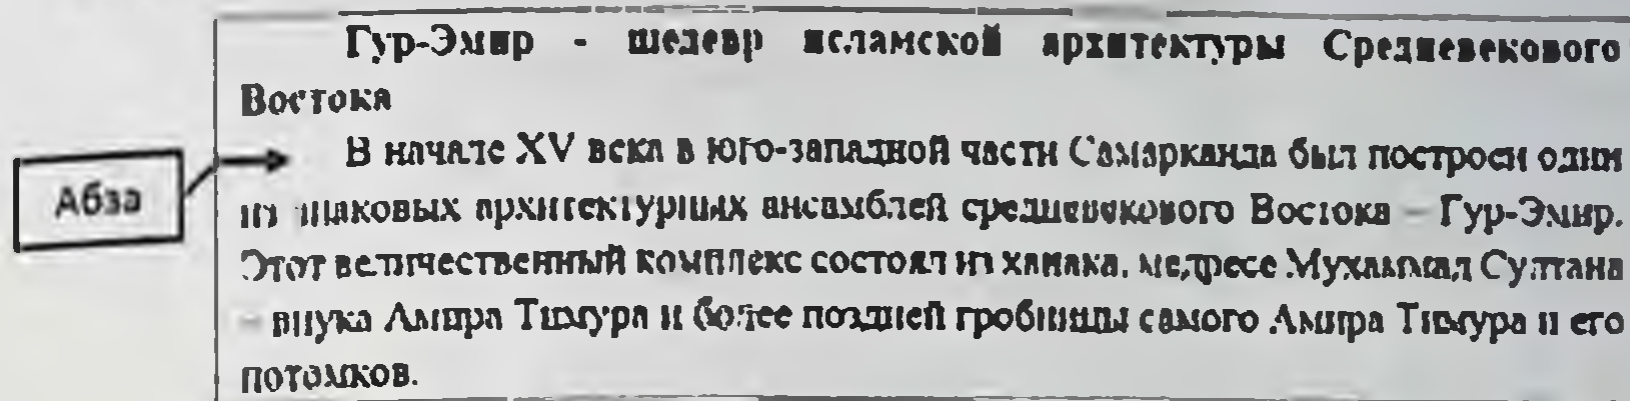 Гур-Эмир - шедевр исламской архитектуры Средневекового
Востока
Абза
В начале XV века в юго-западной части Самарканда был построен один
из знаковых архитектурных ансамблей средневекового Востока – Гур-Эмир.
Этот величественный комплекс состоял из ханака, медресе Мухаммад Султана
– внука Амира Тимура и более поздней гробницы самого Амира Тимура и его
потомков.